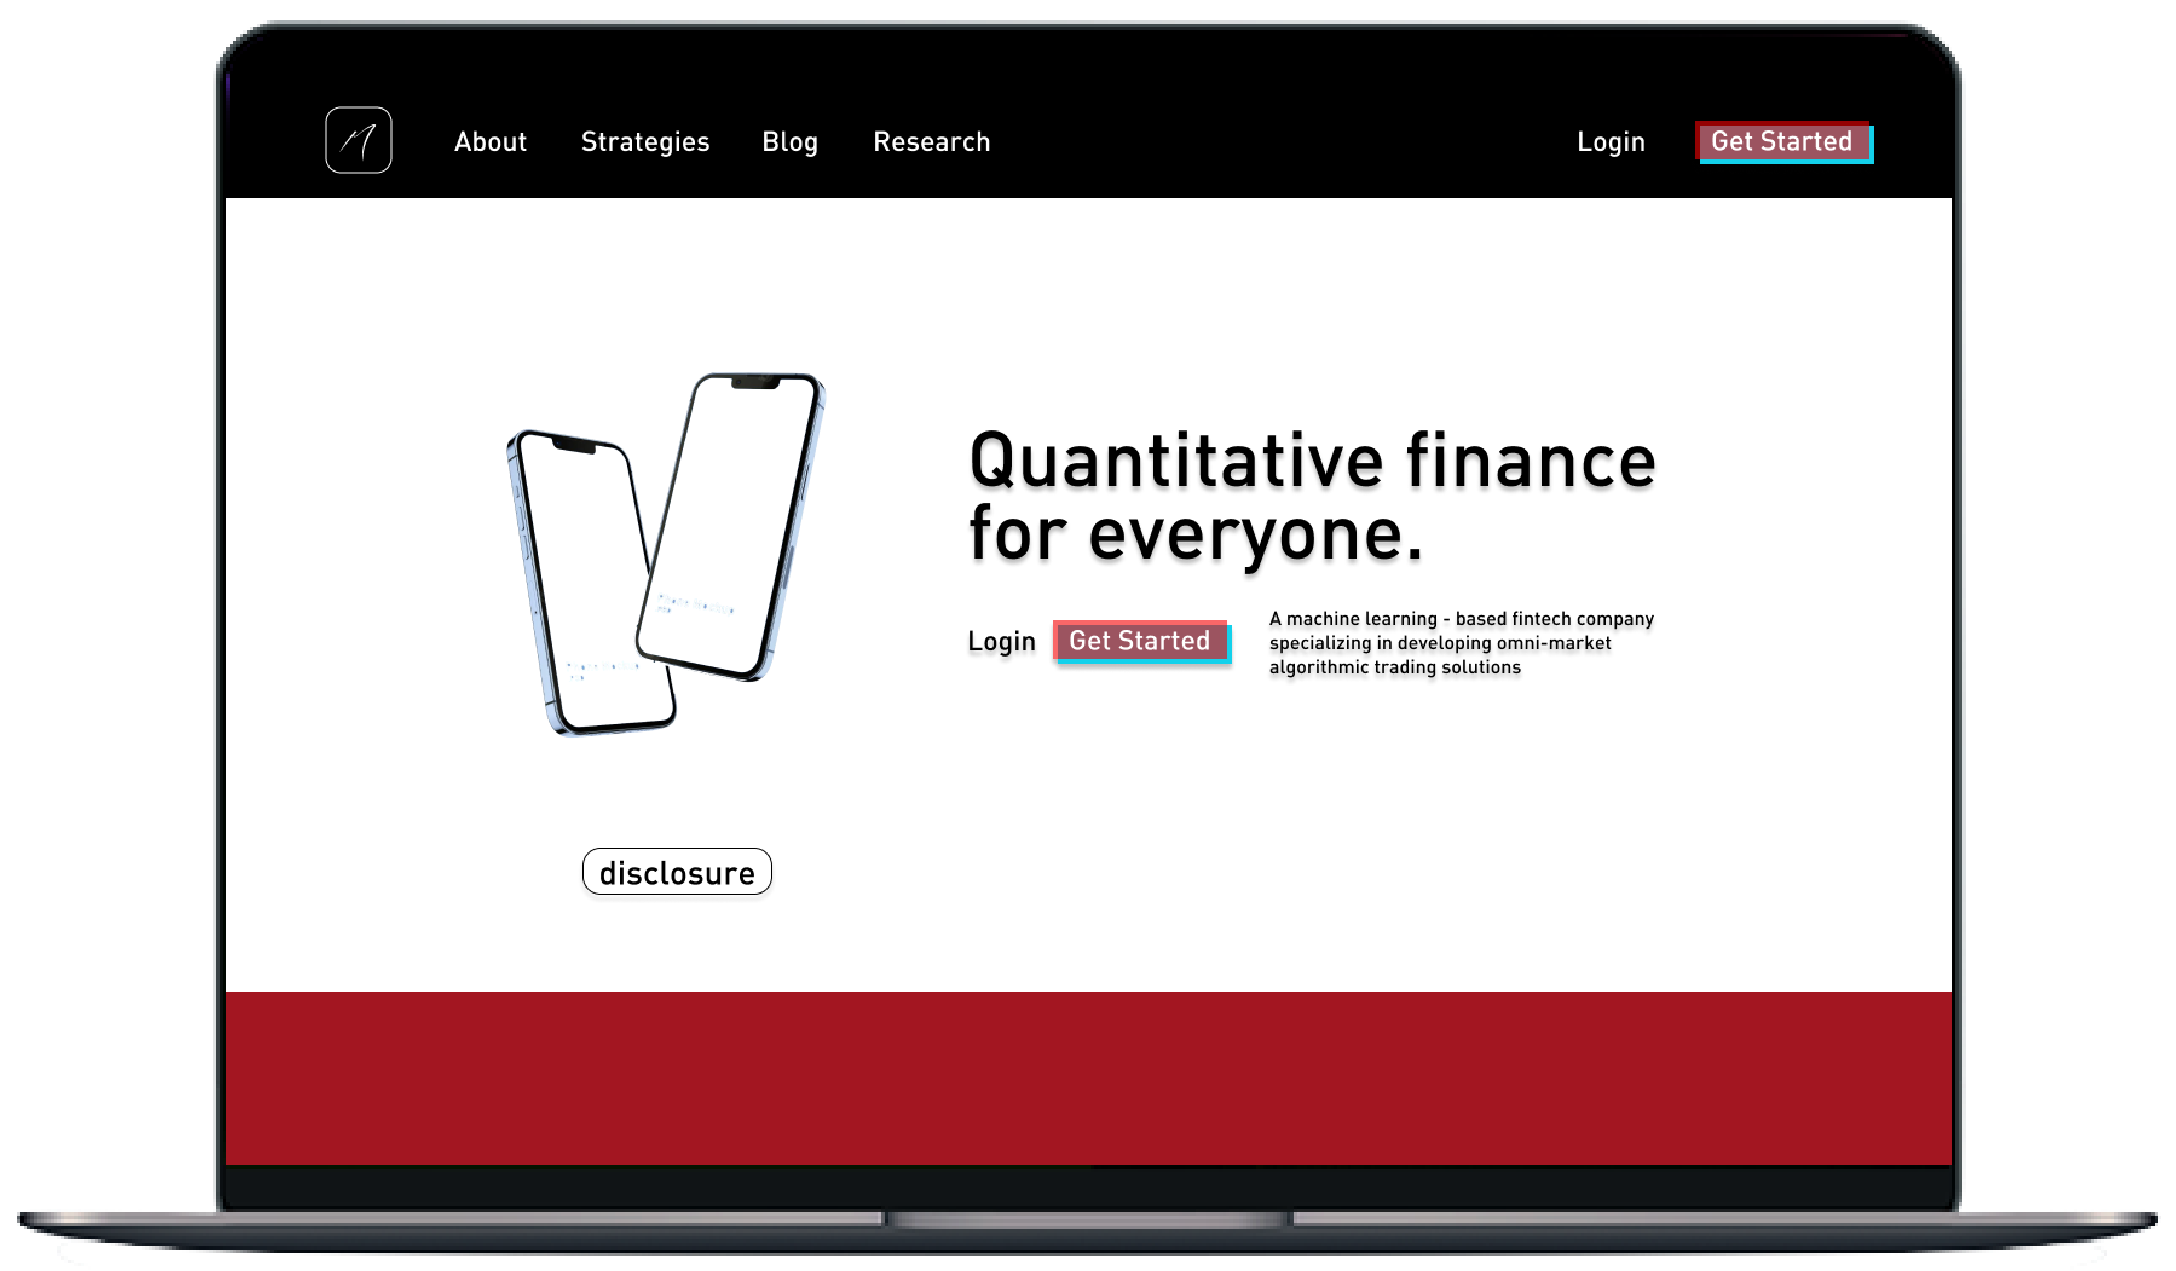 About Strategies Blog Research Login Get Started
Quantitative finance
for everyone.
Login Get Started
A machine learning - based fintech company
specializing in developing omni-market
algorithmic trading solutions
disclosure